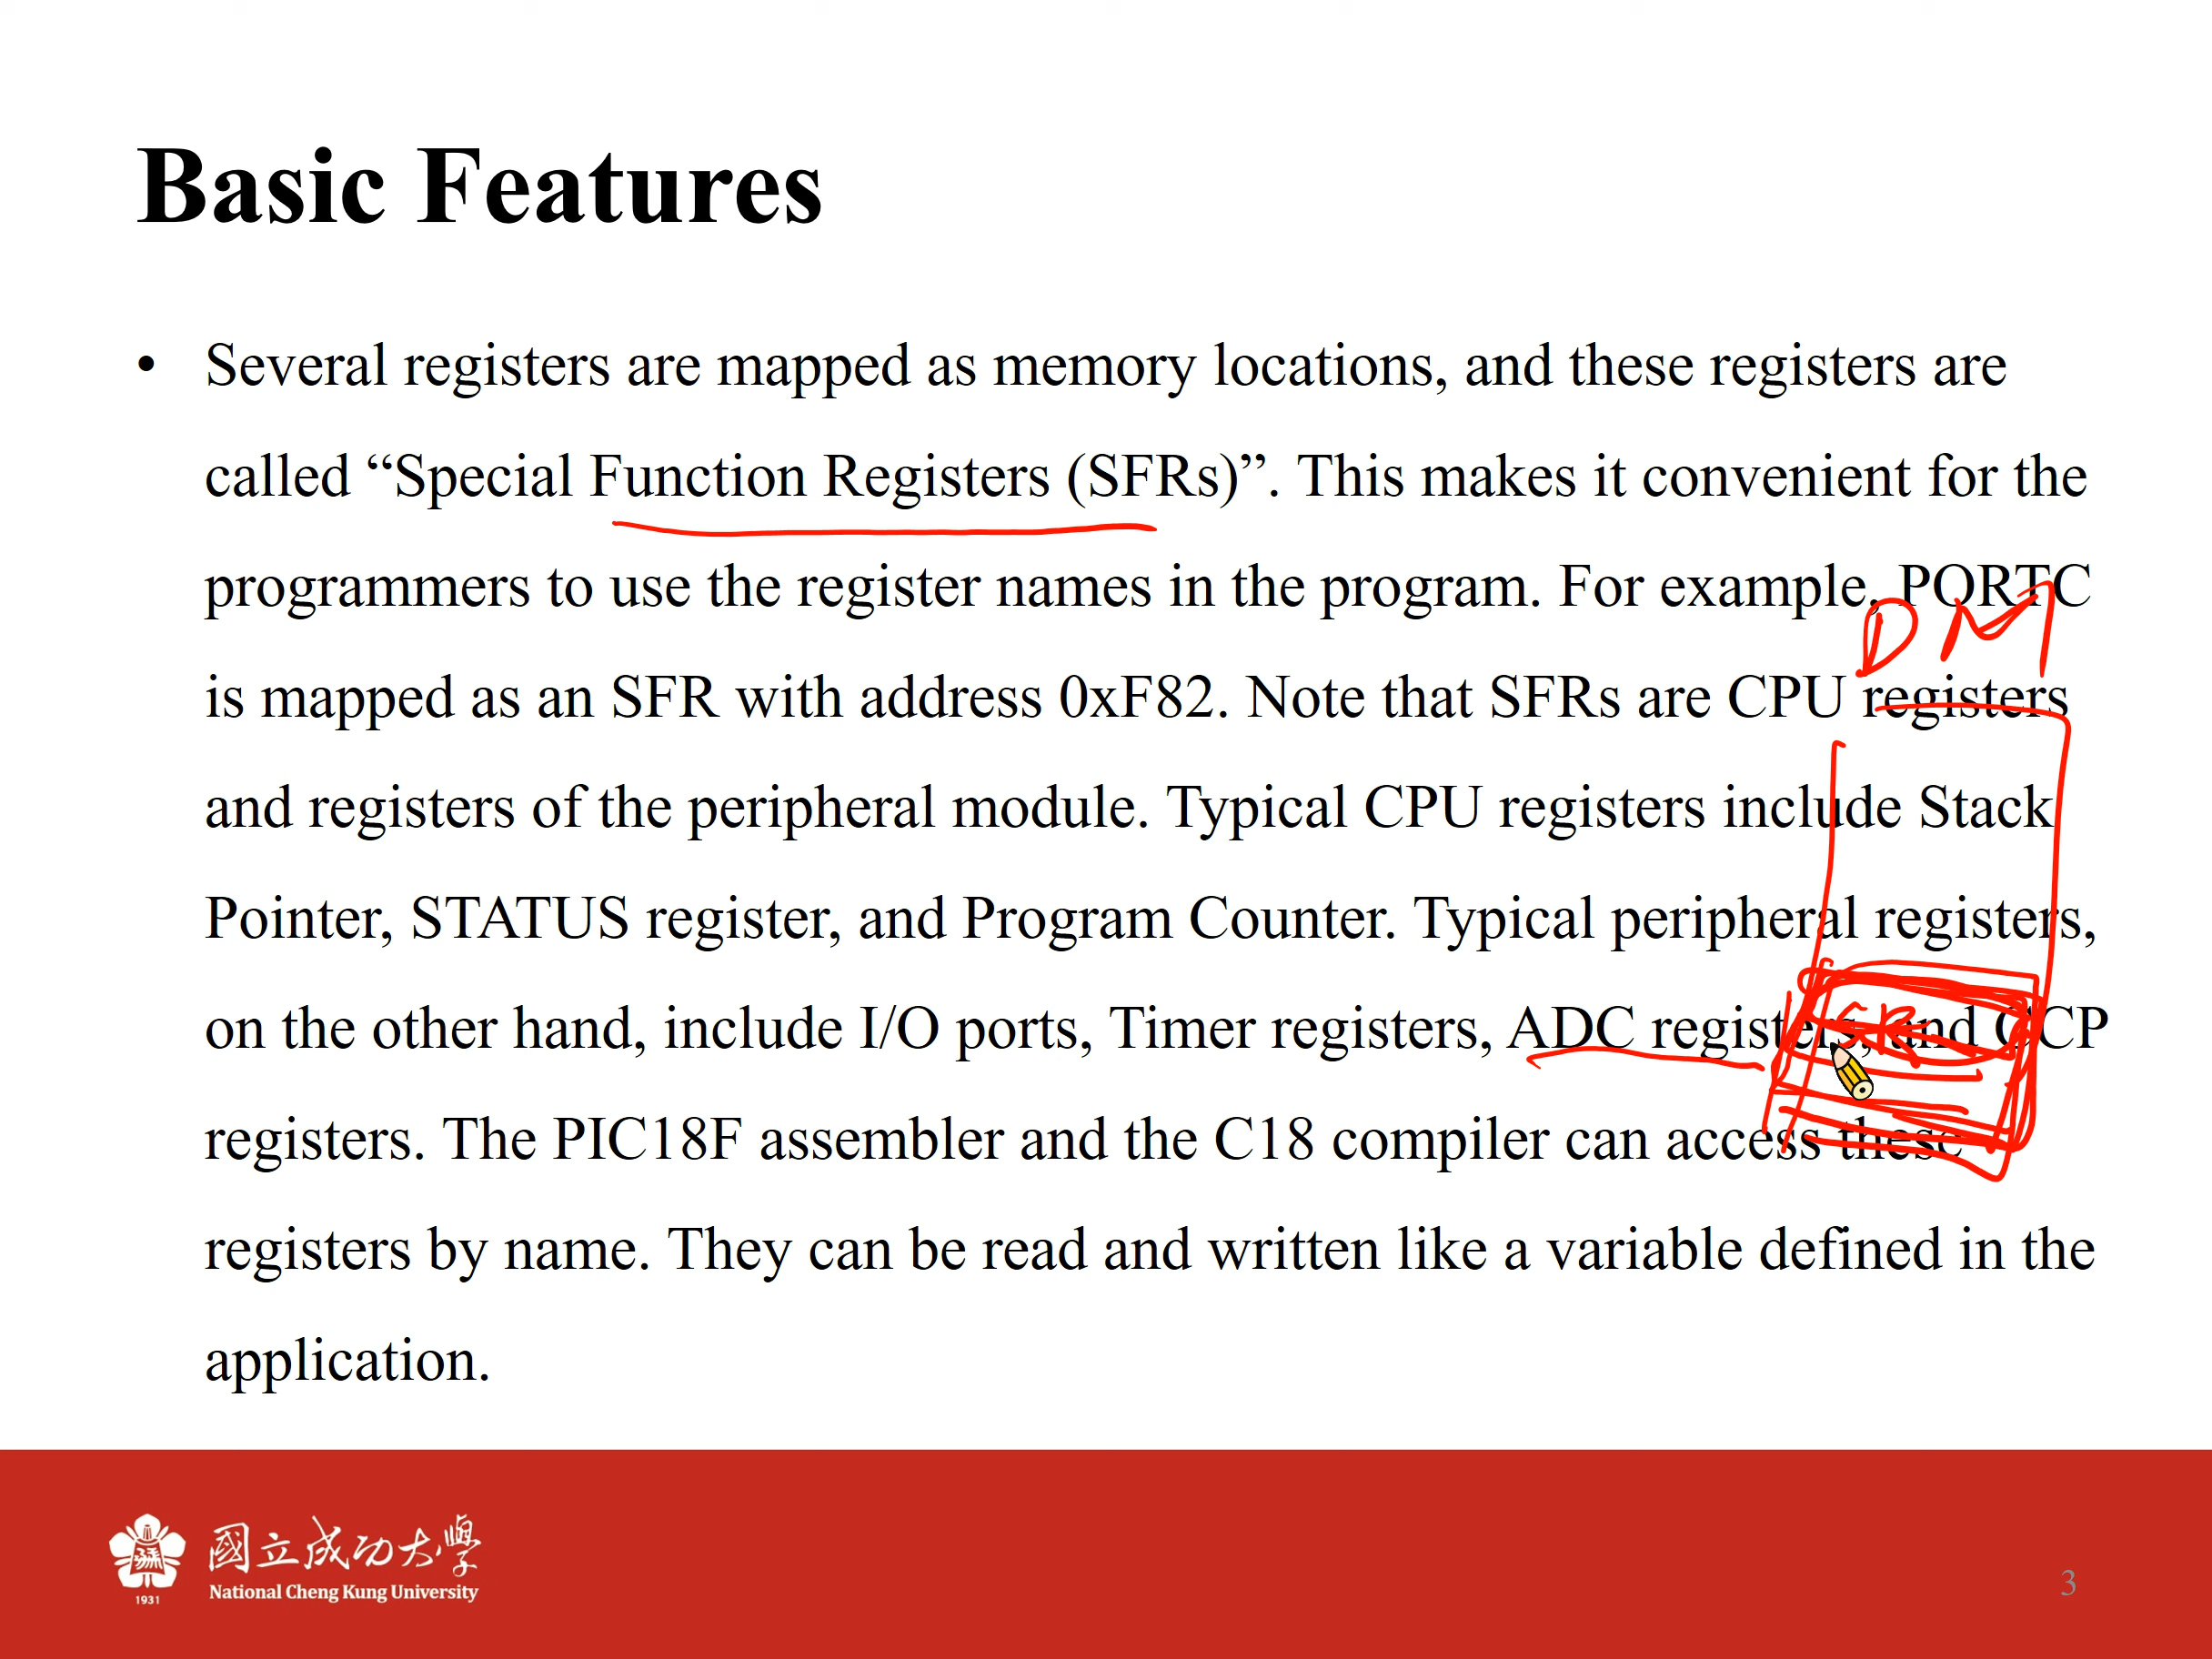 Basic Features
• Several registers are mapped as memory locations, and these registers are
called “Special Function Registers (SFRs)”. This makes it convenient for the
programmers to use the register names in the program. For example, PORTC
DM
is mapped as an SFR with address 0xF82. Note that SFRs are CPU registers
and registers of the peripheral module. Typical CPU registers include Stack
Pointer, STATUS register, and Program Counter. Typical peripheral registers,
on the other hand, include I/O ports, Timer registers, ADC registers, and CCP
registers. The PIC18F assembler and the C18 compiler can access these
registers by name. They can be read and written like a variable defined in the
application.
國立成功大學
National Cheng Kung University
1931
3